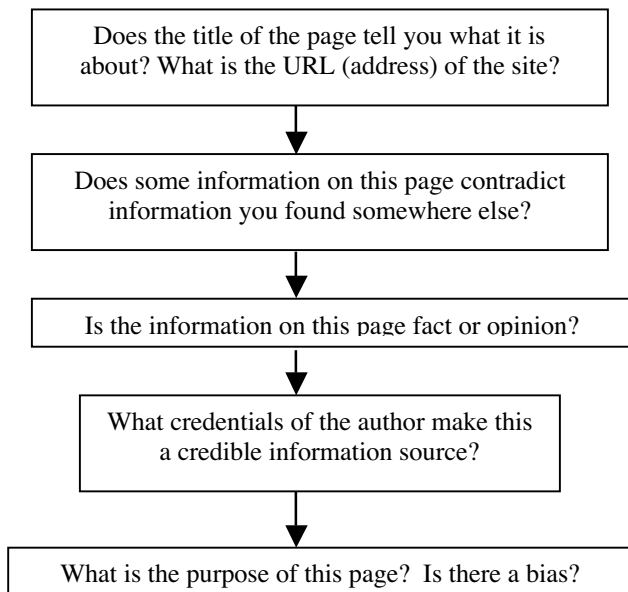 Does the title of the page tell you what it is
about? What is the URL (address) of the site?
Does some information on this page contradict
information you found somewhere else?
Is the information on this page fact or opinion?
What credentials of the author make this
a credible information source?
What is the purpose of this page?  Is there a bias?